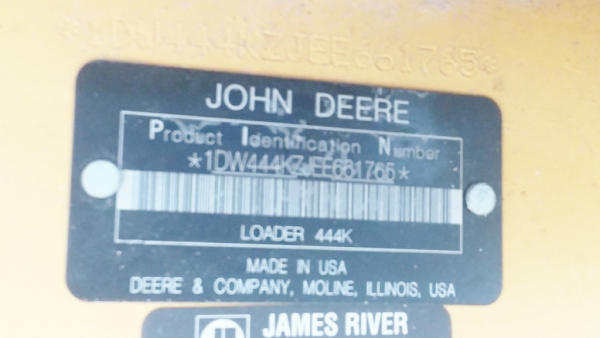 JOHN DEERE
Product Identification Number
*1DW444KZJEE661765*
LOADER 444K
MADE IN USA
DEERE & COMPANY, MOLINE, ILLINOIS, USA
JAMES RIVER